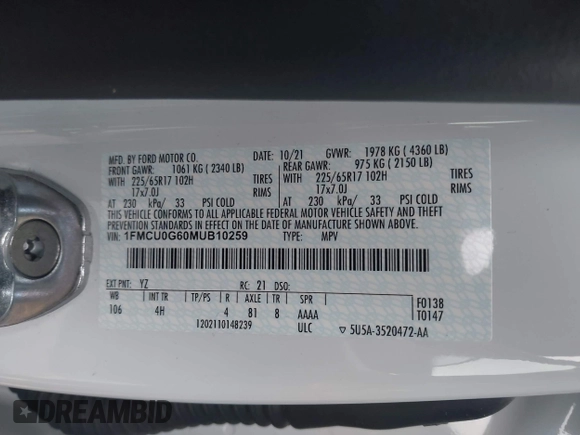 MFD. BY FORD MOTOR CO. DATE: 10/21 GVWR: 1978 KG ( 4360 LB)
FRONT GAWR: 1061 KG ( 2340 LB) REAR GAWR: 975 KG ( 2150 LB)
WITH 225/65R17 102H TIRES WITH 225/65R17 102H TIRES
17x7.0J RIMS 17x7.0J RIMS
AT 230 kPa/ 33 PSI COLD AT 230 kPa/ 33 PSI COLD
THIS VEHICLE CONFORMS TO ALL APPLICABLE FEDERAL MOTOR VEHICLE SAFETY AND THEFT
PREVENTION STANDARDS IN EFFECT ON THE DATE OF MANUFACTURE SHOWN ABOVE.
VIN: 1FMCU0G60MUB10259 TYPE: MPV
EXT PNT: YZ RC: 21 DSO:
WB INT TR TP/PS R AXLE TR SPR F0138
106 4H 4 81 8 AAAA T0147
1202110148239 ULC ▽ 5U5A-3520472-AA
DREAMBID